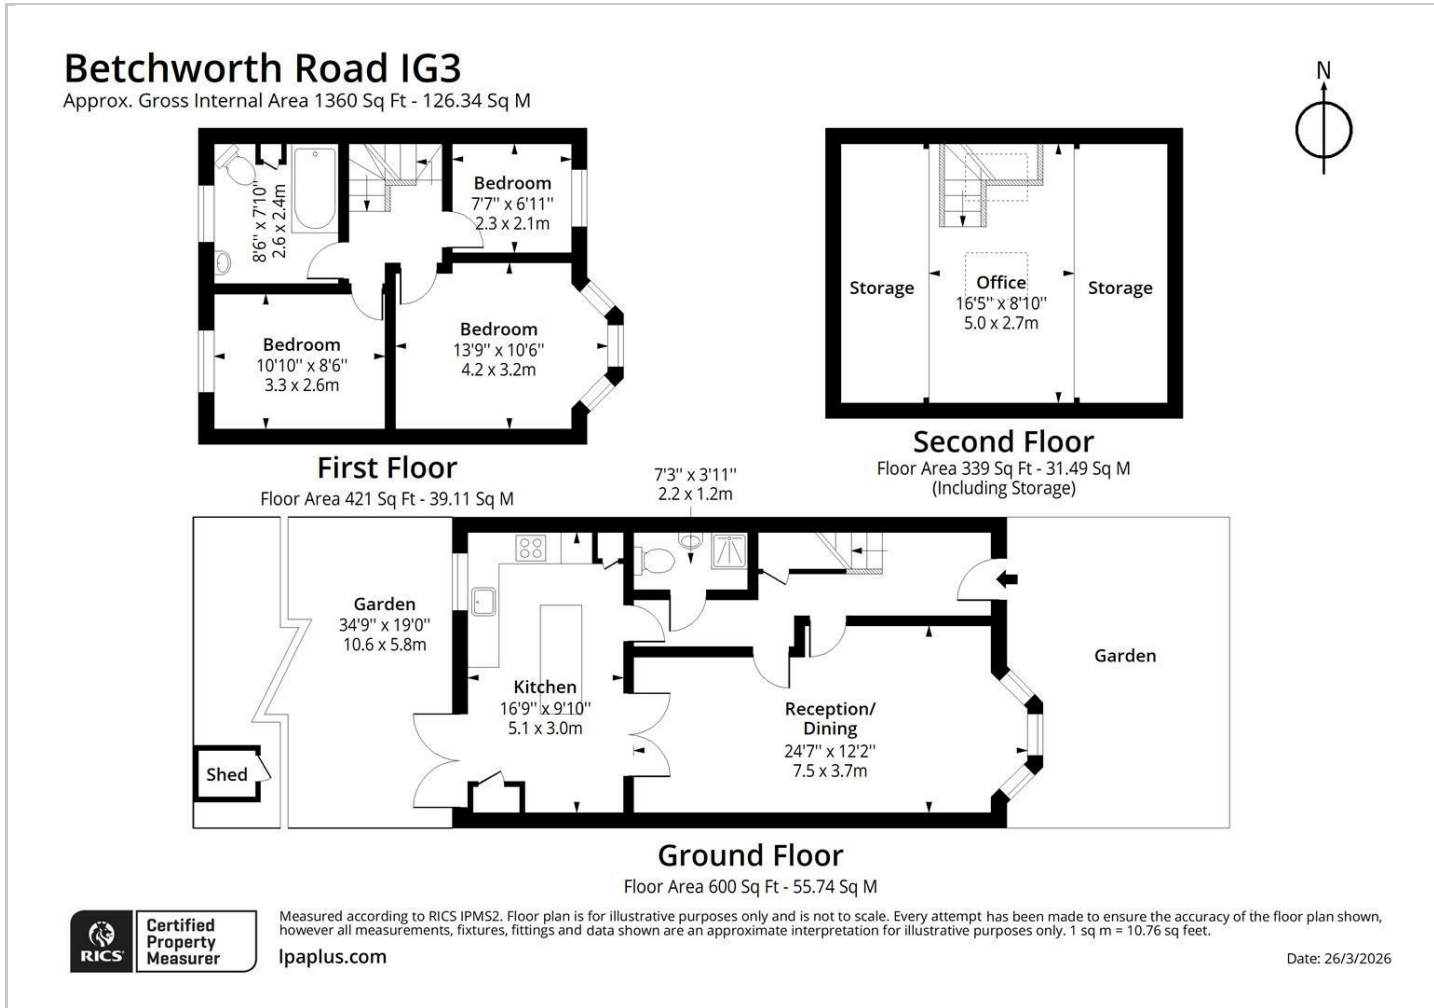 Betchworth Road IG3
Approx. Gross Internal Area 1360 Sq Ft - 126.34 Sq M
N
8'6'' x 7'10''
2.6 x 2.4m
Bedroom
7'7'' x 6'11''
2.3 x 2.1m
Bedroom
10'10'' x 8'6''
3.3 x 2.6m
Bedroom
13'9'' x 10'6''
4.2 x 3.2m
First Floor
Floor Area 421 Sq Ft - 39.11 Sq M
Storage
Office
16'5'' x 8'10''
5.0 x 2.7m
Storage
Second Floor
Floor Area 339 Sq Ft - 31.49 Sq M
(Including Storage)
7'3'' x 3'11''
2.2 x 1.2m
Garden
34'9'' x 19'0''
10.6 x 5.8m
Shed
Kitchen
16'9'' x 9'10''
5.1 x 3.0m
Reception/
Dining
24'7'' x 12'2''
7.5 x 3.7m
Garden
Ground Floor
Floor Area 600 Sq Ft - 55.74 Sq M
RICS
Certified
Property
Measurer
Measured according to RICS IPMS2. Floor plan is for illustrative purposes only and is not to scale. Every attempt has been made to ensure the accuracy of the floor plan shown,
however all measurements, fixtures, fittings and data shown are an approximate interpretation for illustrative purposes only. 1 sq m = 10.76 sq feet.
lpaplus.com
Date: 26/3/2026